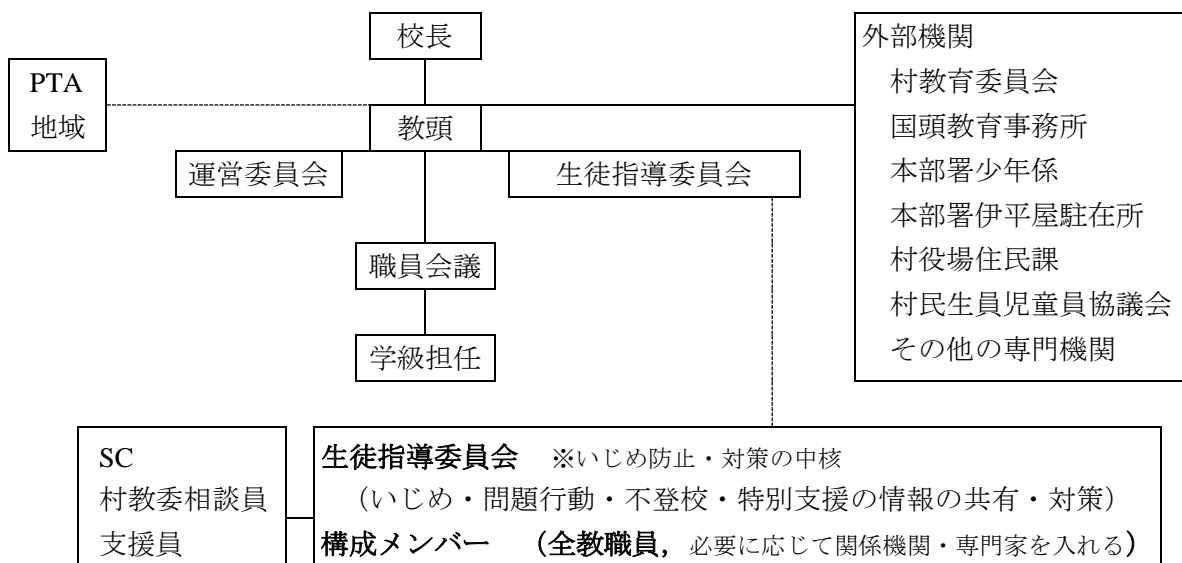 校長
PTA
地域
教頭
運営委員会
生徒指導委員会
職員会議
学級担任
外部機関
村教育委員会
国頭教育事務所
本部署少年係
本部署伊平屋駐在所
村役場住民課
村民生員児童員協議会
その他の専門機関
SC
村教委相談員
支援員
生徒指導委員会 ※いじめ防止・対策の中核
(いじめ・問題行動・不登校・特別支援の情報の共有・対策)
構成メンバー (全教職員, 必要に応じて関係機関・専門家を入れる)